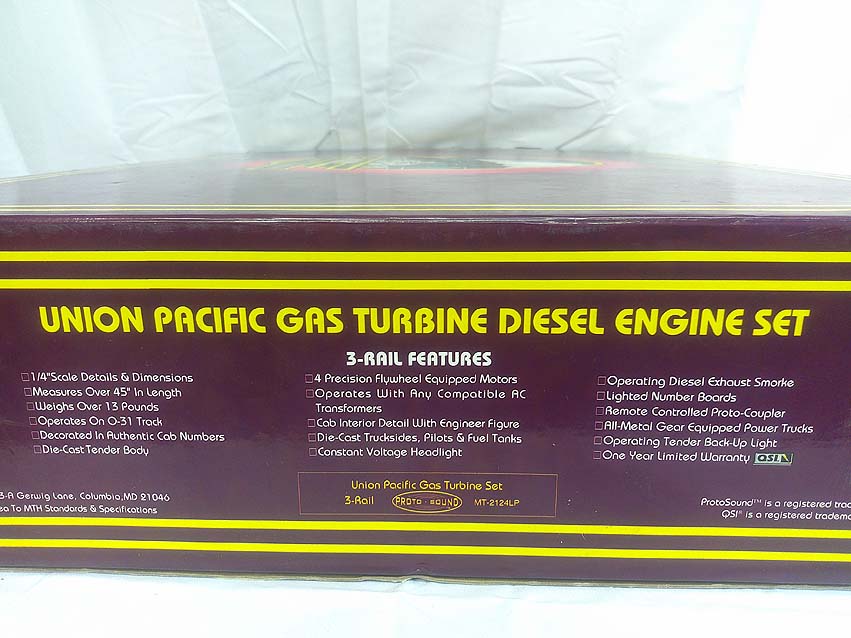 UNION PACIFIC GAS TURBINE DIESEL ENGINE SET
3-RAIL FEATURES
1/4"Scale Details & Dimensions
Measures Over 45" In Length
Weighs Over 13 Pounds
Operates On O-31 Track
Decorated In Authentic Cab Numbers
Die-Cast Tender Body
4 Precision Flywheel Equipped Motors
Operates With Any Compatible AC
Transformers
Cab Interior Detail With Engineer Figure
Die-Cast Trucksides, Pilots & Fuel Tanks
Constant Voltage Headlight
Operating Diesel Exhaust Smorke
Lighted Number Boards
Remote Controlled Proto-Coupler
All-Metal Gear Equipped Power Trucks
Operating Tender Back-Up Light
One Year Limited Warranty QSI
3-A Gerwig Lane, Columbia,MD 21046
To MTH Standards & Specifications
Union Pacific Gas Turbine Set
3-Rail PROTO-SOUND MT-2124LP
ProtoSound™ is a registered
QSI® is a registered